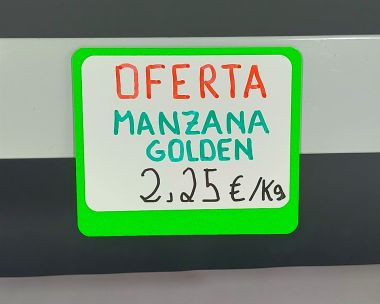 OFERTA
MANZANA
GOLDEN
2,25 €/Kg